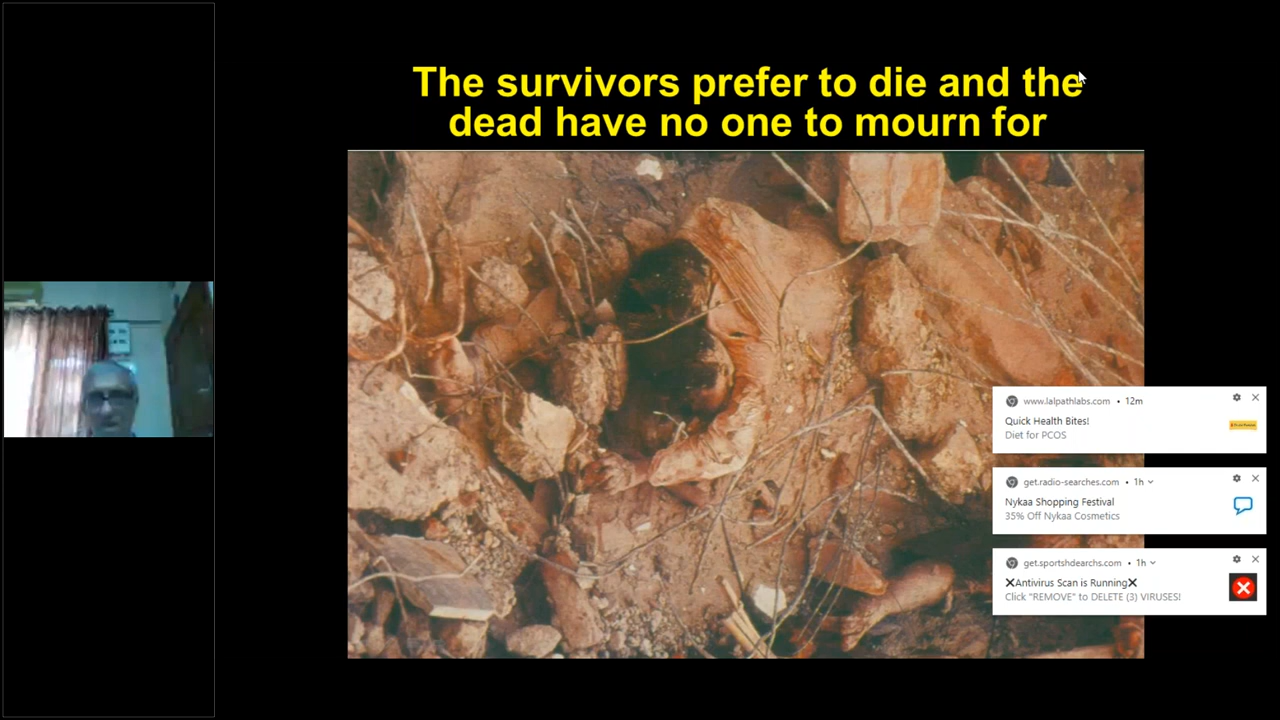 The survivors prefer to die and the
dead have no one to mourn for
www.lalpathlabs.com • 12m
Quick Health Bites!
Diet for PCOS
get.radio-searches.com • 1h
Nykaa Shopping Festival
35% Off Nykaa Cosmetics
get.sportshdearchs.com • 1h
❌Antivirus Scan is Running❌
Click "REMOVE" to DELETE (3) VIRUSES!